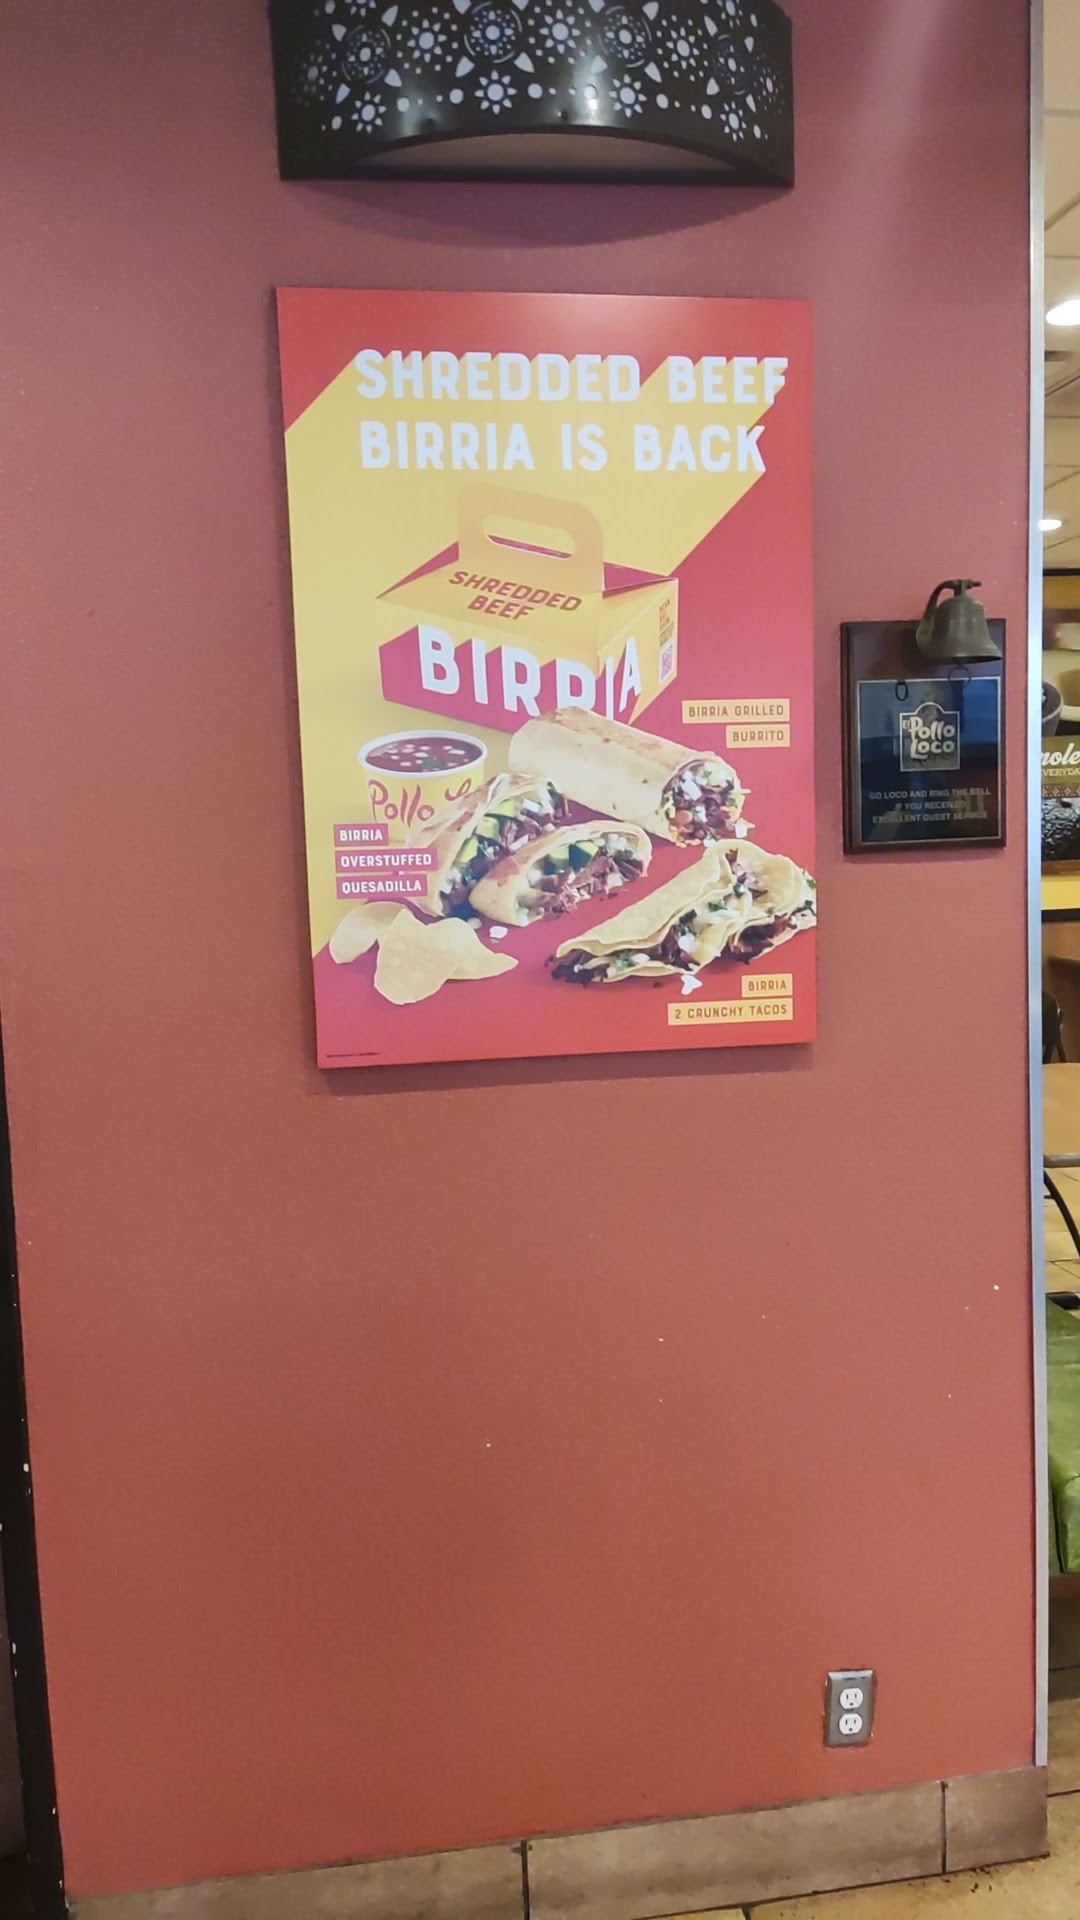 SHREDDED BEEF
BIRRIA IS BACK
SHREDDED
BEEF
BIRRIA
BIRRIA GRILLED
BURRITO
Pollo
BIRRIA
OVERSTUFFED
QUESADILLA
BIRRIA
2 CRUNCHY TACOS
El Pollo
Loco
GO LOCO AND RING THE BELL
IF YOU RECEIVED
EXCELLENT GUEST SERVICE